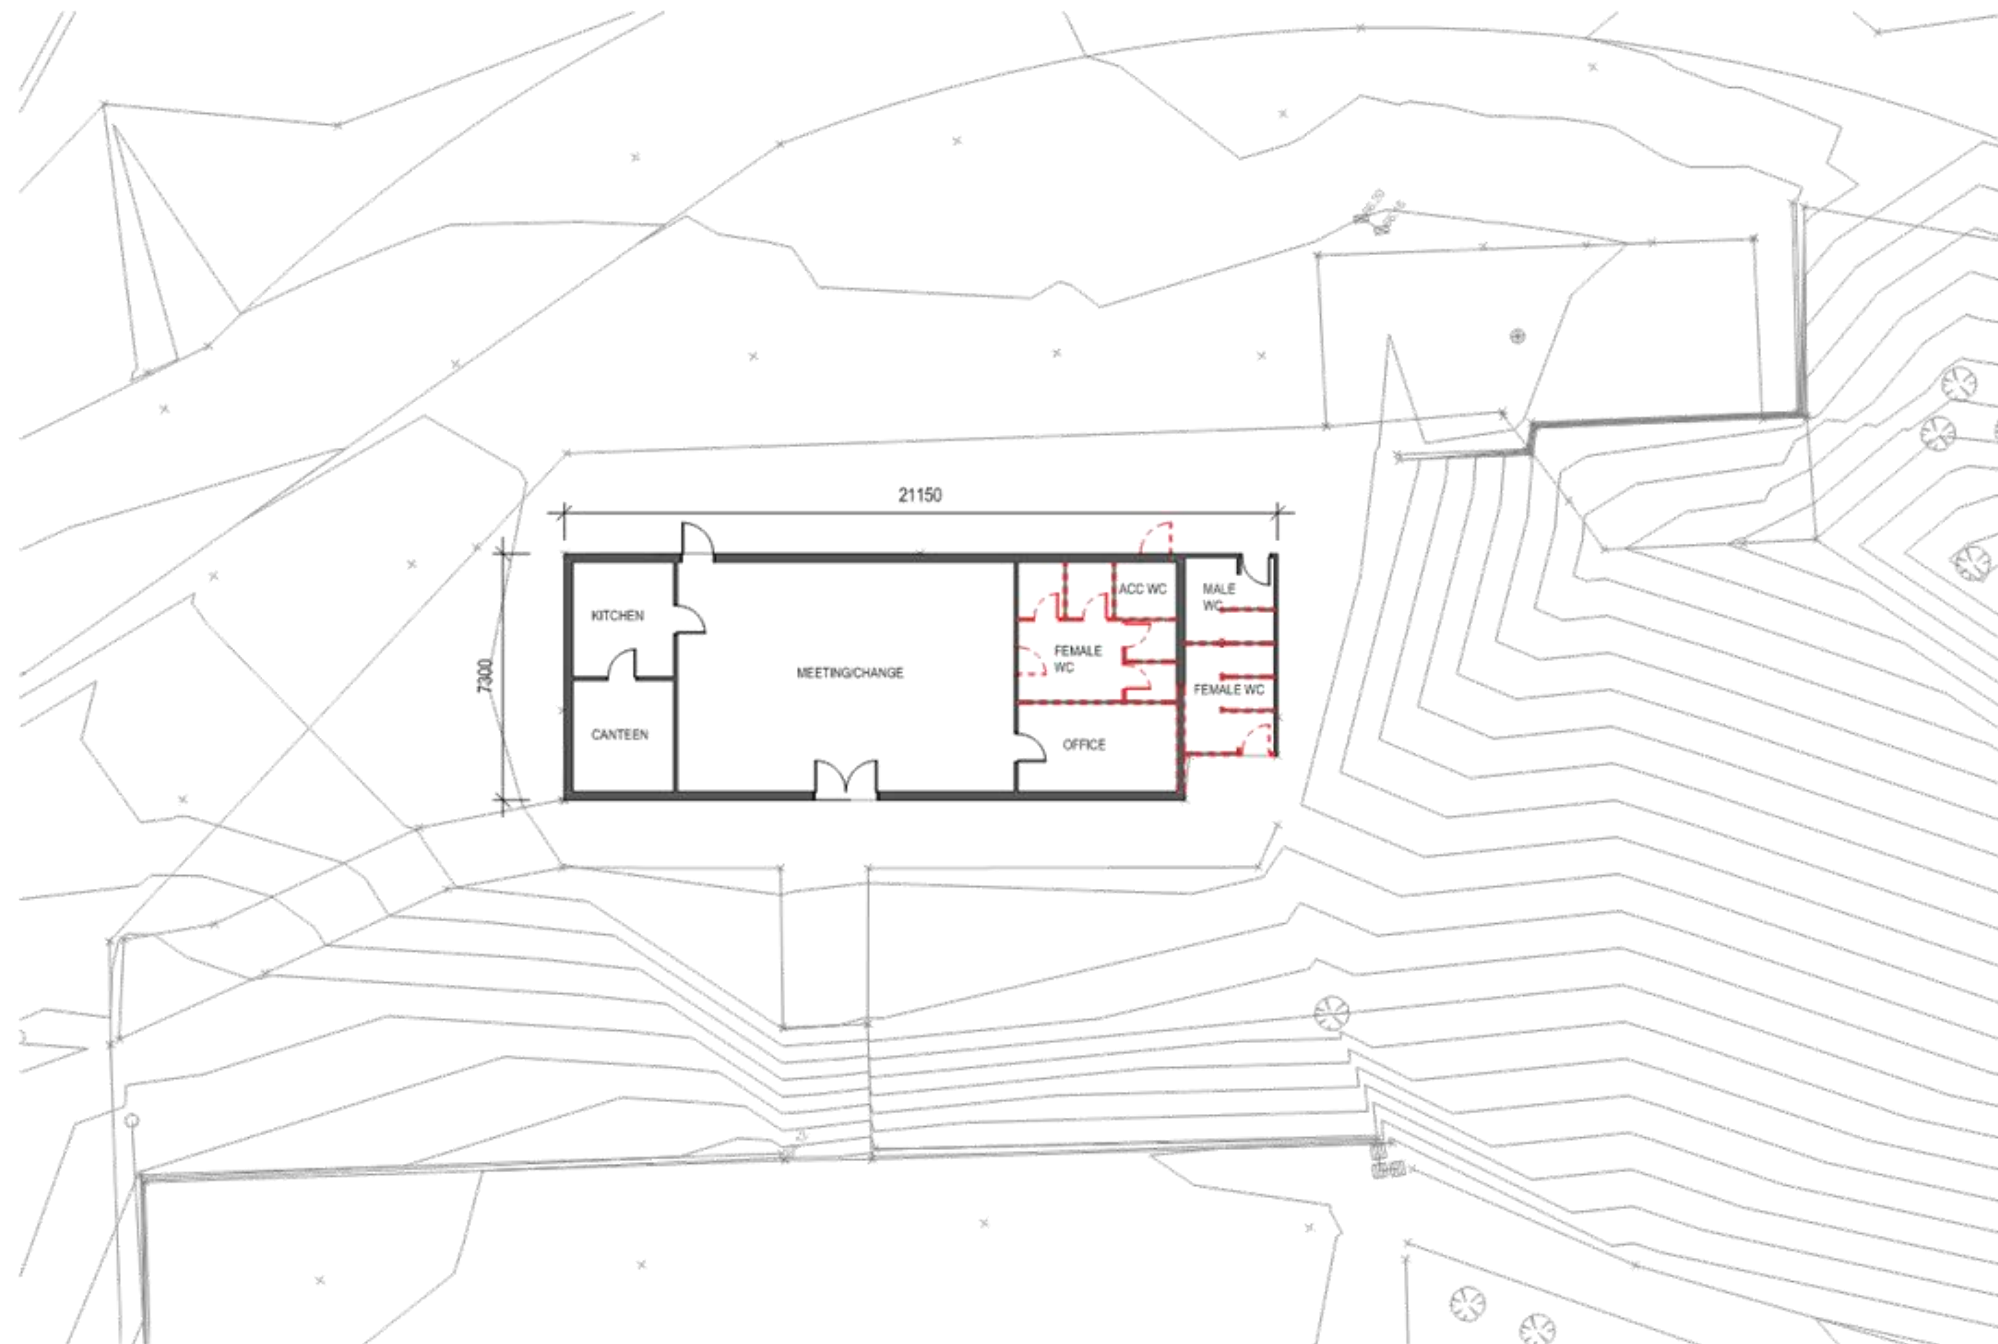 21150
7300
KITCHEN
ACC WC
MALE
WC
MEETING/CHANGE
FEMALE
WC
FEMALE WC
CANTEEN
OFFICE